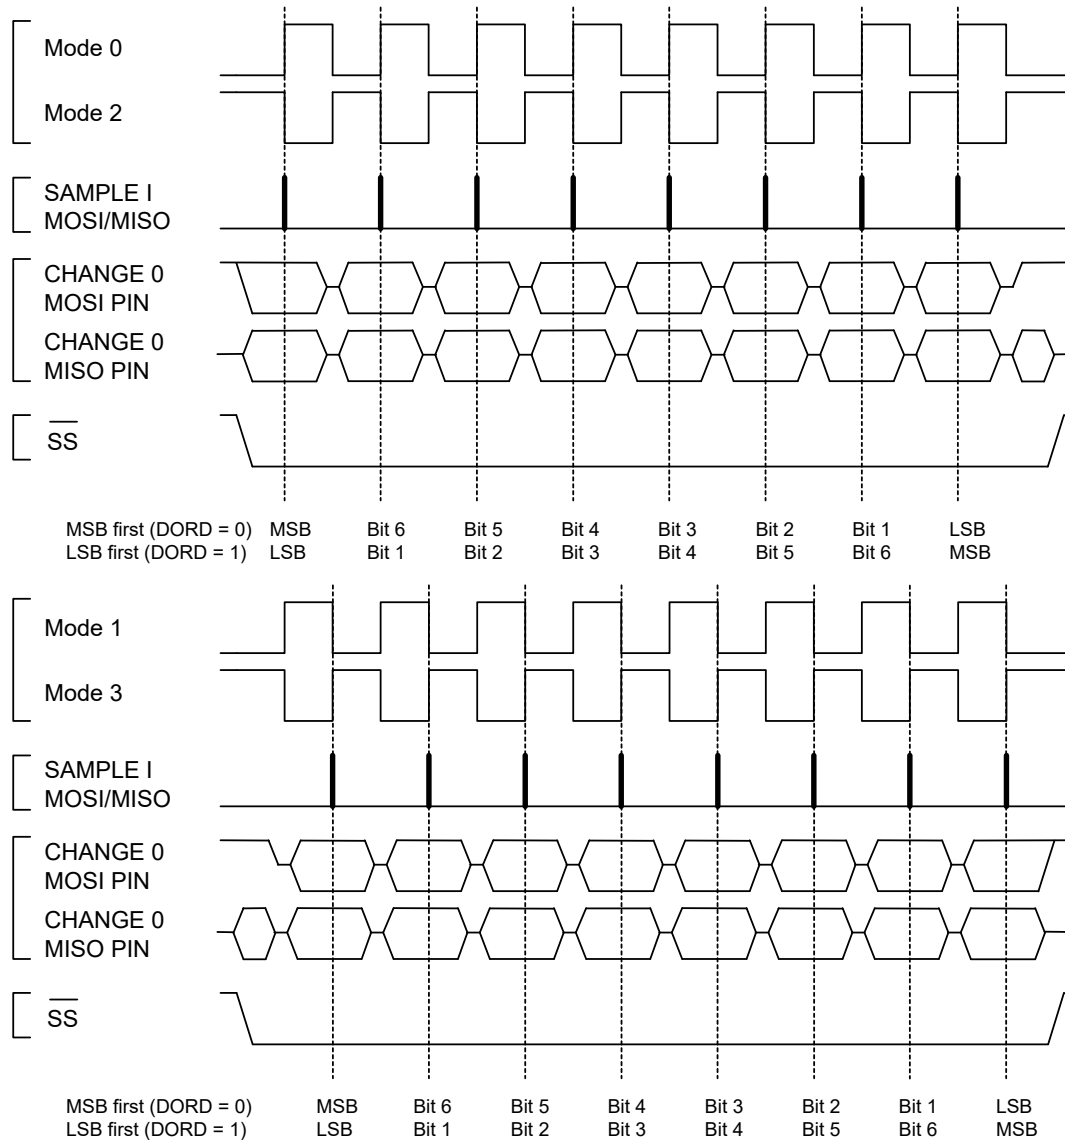 Mode 0
Mode 2
SAMPLE I
MOSI/MISO
CHANGE 0
MOSI PIN
CHANGE 0
MISO PIN
SS
MSB first (DORD = 0) MSB Bit 6 Bit 5 Bit 4 Bit 3 Bit 2 Bit 1 LSB
LSB first (DORD = 1) LSB Bit 1 Bit 2 Bit 3 Bit 4 Bit 5 Bit 6 MSB
Mode 1
Mode 3
SAMPLE I
MOSI/MISO
CHANGE 0
MOSI PIN
CHANGE 0
MISO PIN
SS
MSB first (DORD = 0) MSB Bit 6 Bit 5 Bit 4 Bit 3 Bit 2 Bit 1 LSB
LSB first (DORD = 1) LSB Bit 1 Bit 2 Bit 3 Bit 4 Bit 5 Bit 6 MSB